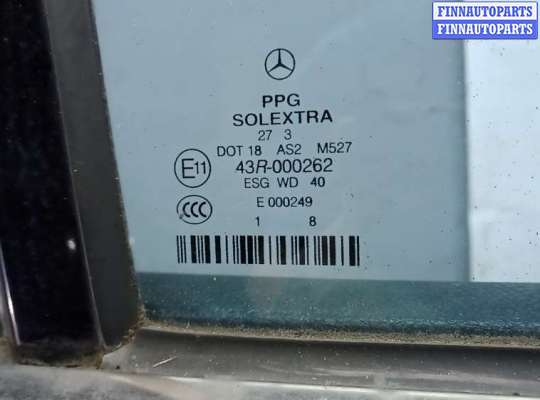 FINNAUTOPARTS
FINNAUTOPARTS
PPG
SOLEXTRA
27 3
DOT 18 AS2 M527
E11 43R-000262
ESG WD 40
CCC E 000249
1 8